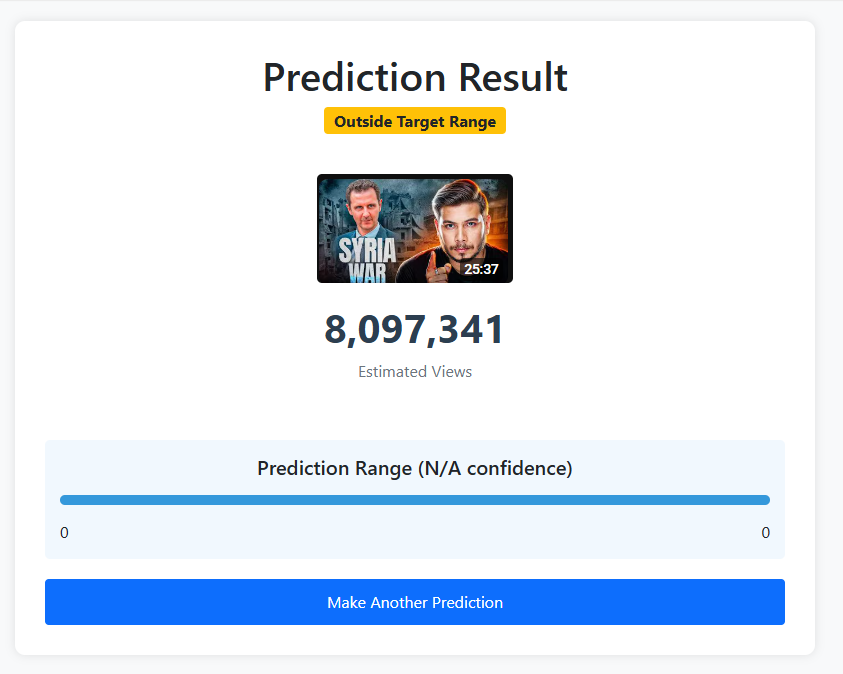 Prediction Result
Outside Target Range
SYRIA
WAR
25:37
8,097,341
Estimated Views
Prediction Range (N/A confidence)
0 0
Make Another Prediction